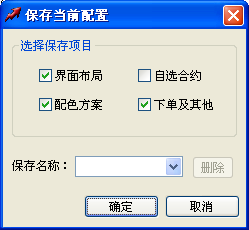 保存当前配置
选择保存项目
界面布局 自选合约
配色方案 下单及其他
保存名称： 删除
确定 取消